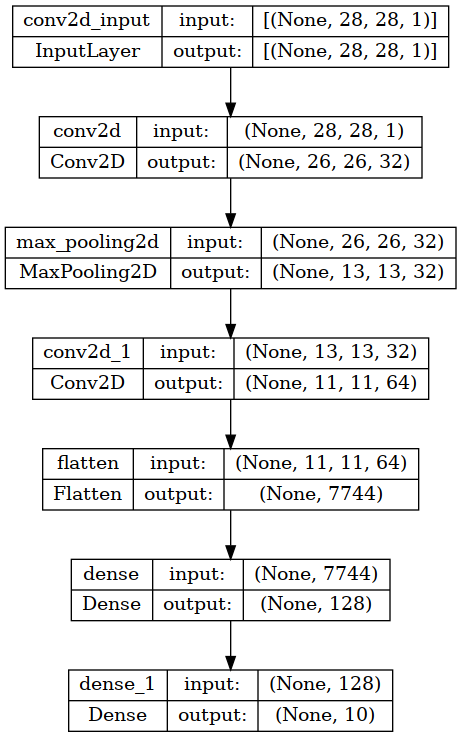 conv2d_input input: [(None, 28, 28, 1)]
InputLayer output: [(None, 28, 28, 1)]
conv2d input: (None, 28, 28, 1)
Conv2D output: (None, 26, 26, 32)
max_pooling2d input: (None, 26, 26, 32)
MaxPooling2D output: (None, 13, 13, 32)
conv2d_1 input: (None, 13, 13, 32)
Conv2D output: (None, 11, 11, 64)
flatten input: (None, 11, 11, 64)
Flatten output: (None, 7744)
dense input: (None, 7744)
Dense output: (None, 128)
dense_1 input: (None, 128)
Dense output: (None, 10)